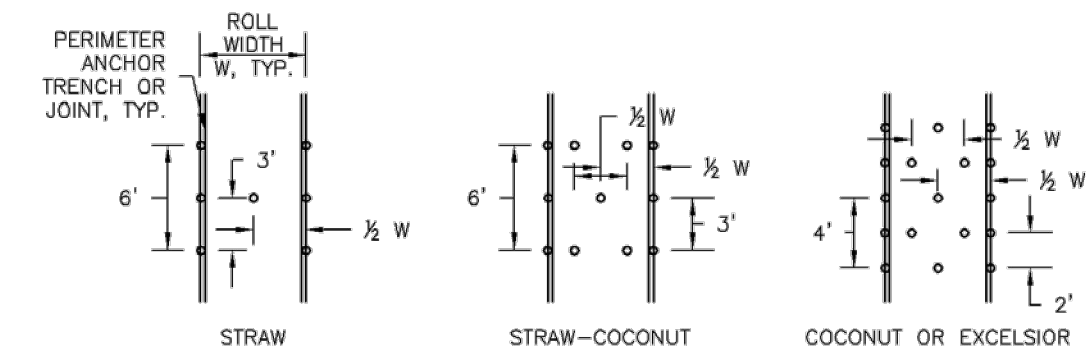 PERIMETER
ANCHOR
TRENCH OR
JOINT, TYP.
ROLL
WIDTH
W, TYP.
6'
3'
½ W
STRAW
½ W
½ W
6'
3'
STRAW-COCONUT
½ W
½ W
4'
2'
COCONUT OR EXCELSIOR